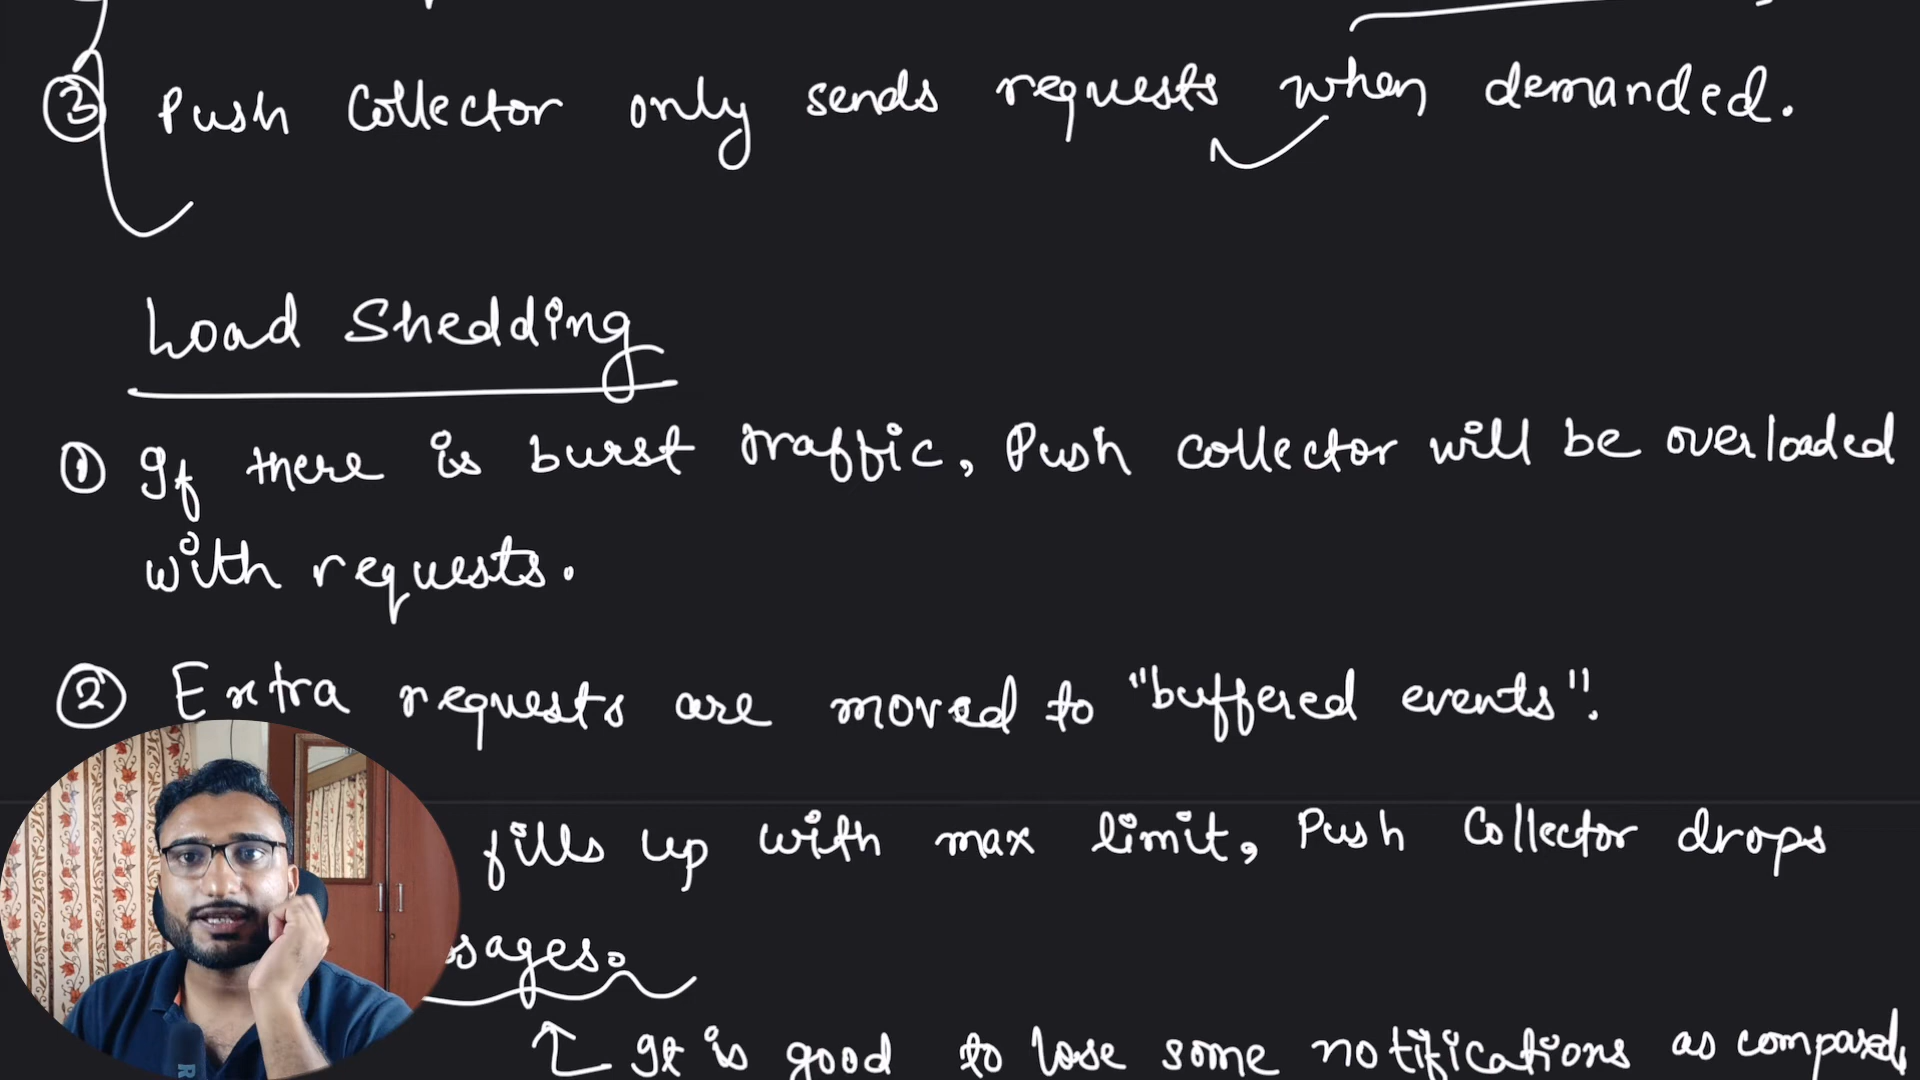 ③ Push Collector only sends requests when demanded.
Load Shedding
① If there is burst traffic, Push collector will be overloaded
with requests.
② Extra requests are moved to "buffered events".
fills up with max limit, Push Collector drops
ssages.
It is good to lose some notifications as compared
R